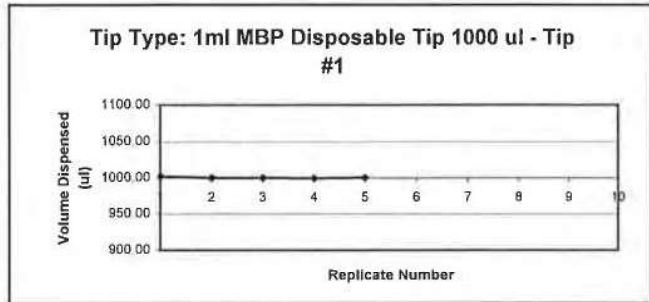 Tip Type: 1ml MBP Disposable Tip 1000 ul - Tip
#1
Volume Dispensed
(ul)
1100.00
1050.00
1000.00
950.00
900.00
2 3 4 5 6 7 8 9 10
Replicate Number